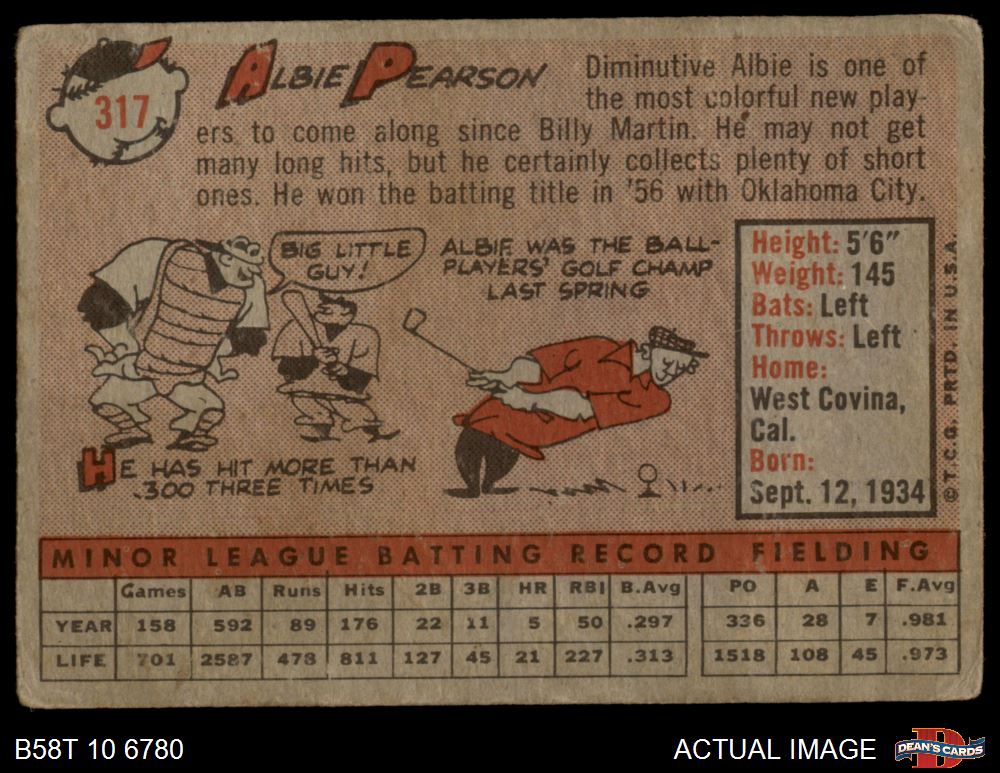 317
ALBIE PEARSON
Diminutive Albie is one of
the most colorful new play-
ers to come along since Billy Martin. He may not get
many long hits, but he certainly collects plenty of short
ones. He won the batting title in '56 with Oklahoma City.
BIG LITTLE
GUY!
ALBIE WAS THE BALL-
PLAYERS' GOLF CHAMP
LAST SPRING
HE HAS HIT MORE THAN
.300 THREE TIMES
Height: 5'6"
Weight: 145
Bats: Left
Throws: Left
Home:
West Covina,
Cal.
Born:
Sept. 12, 1934
© T.C.G. PRTD. IN U.S.A.
MINOR LEAGUE BATTING RECORD FIELDING
Games AB Runs Hits 2B 3B HR RBI B.Avg PO A E F.Avg
YEAR 158 592 89 176 22 11 5 50 .297 336 28 7 .981
LIFE 701 2587 478 811 127 45 21 227 .313 1518 108 45 .973
B58T 10 6780
ACTUAL IMAGE
D
DEAN'S CARDS